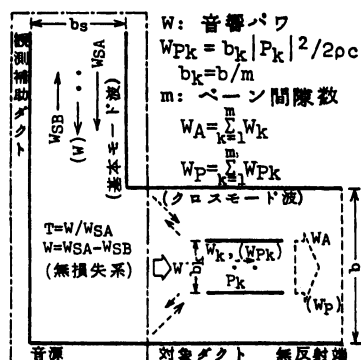 bs
W: 音響パワ
WPk = bk|Pk|²/2ρc
bk=b/m
m: ベーン間隙数
WA=Σ(k=1..m)Wk
WP=Σ(k=1..m)WPk
観測補助ダクト
WSB
(W)
WSA
(基本モード波)
(クロスモード波)
T=W/WSA
W=WSA-WSB
(無損失系)
W
bk
Wk,(WPk)
Pk
WA
(WP)
b
音源
対象ダクト
無反射端